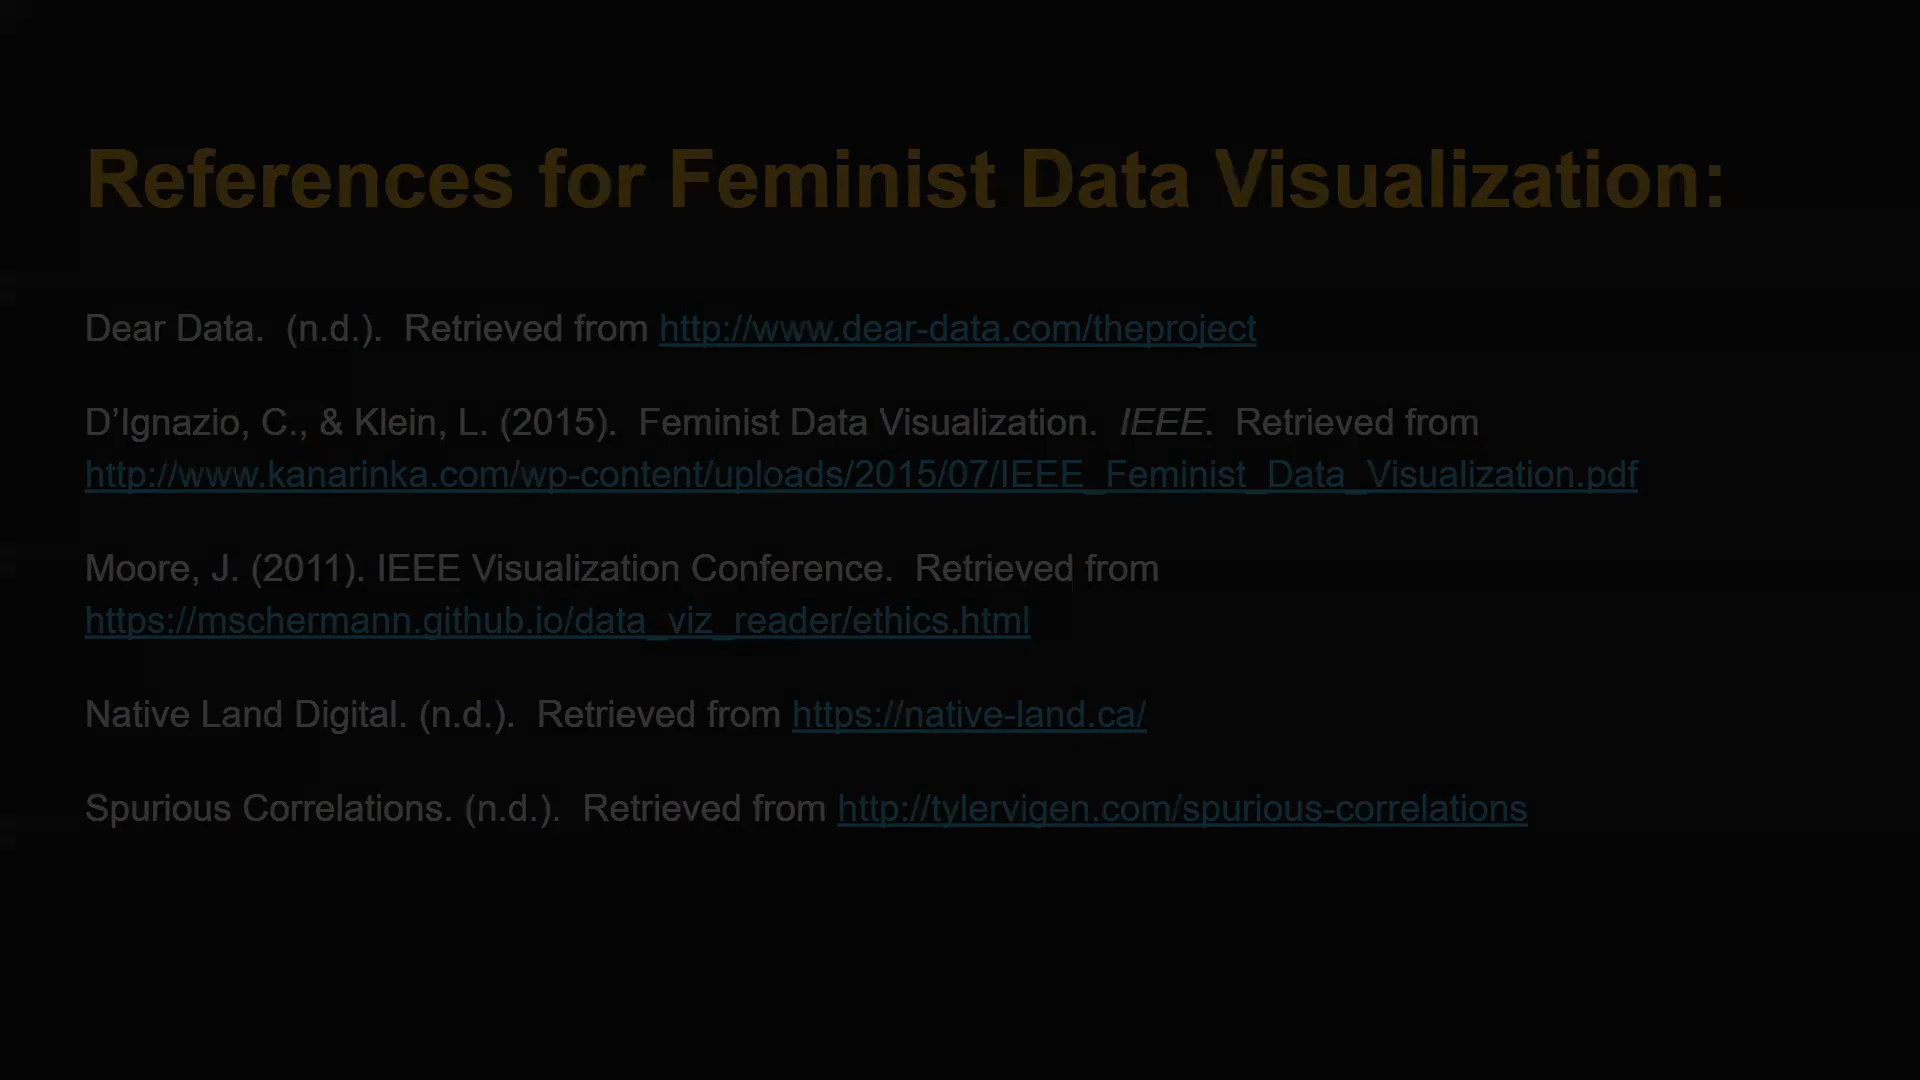 References for Feminist Data Visualization:
Dear Data.  (n.d.).  Retrieved from http://www.dear-data.com/theproject
D’Ignazio, C., & Klein, L. (2015).  Feminist Data Visualization.  IEEE.  Retrieved from
http://www.kanarinka.com/wp-content/uploads/2015/07/IEEE_Feminist_Data_Visualization.pdf
Moore, J. (2011). IEEE Visualization Conference.  Retrieved from
https://mschermann.github.io/data_viz_reader/ethics.html
Native Land Digital. (n.d.).  Retrieved from https://native-land.ca/
Spurious Correlations. (n.d.).  Retrieved from http://tylervigen.com/spurious-correlations